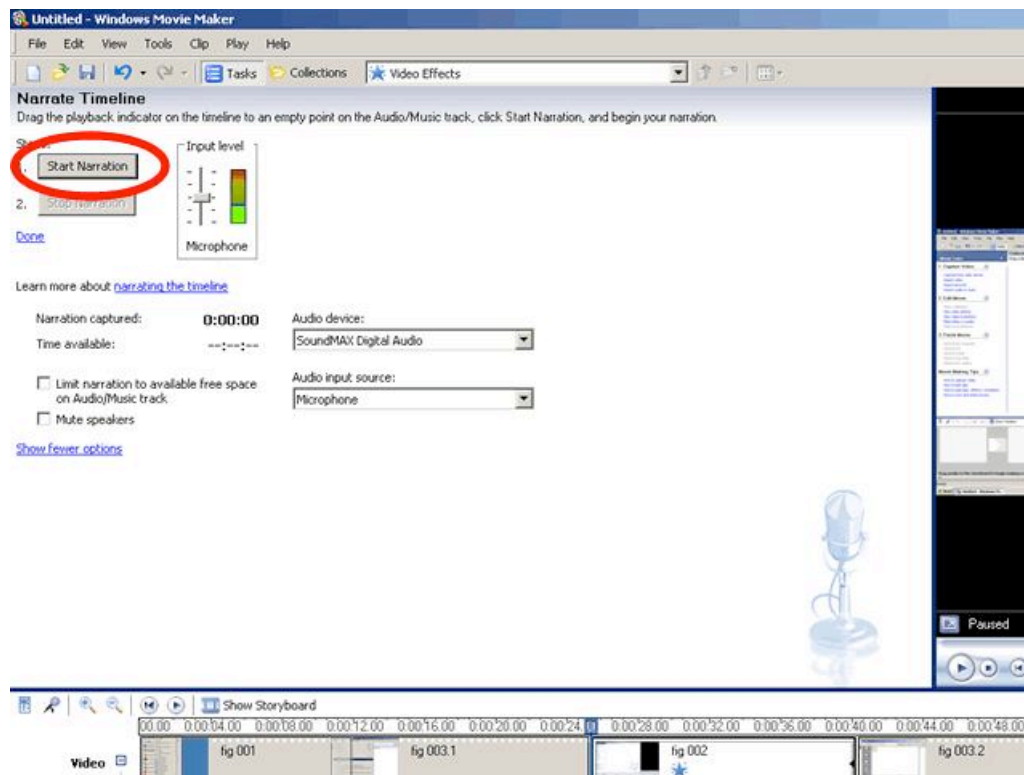 Untitled - Windows Movie Maker
File Edit View Tools Clip Play Help
Tasks Collections Video Effects
Narrate Timeline
Drag the playback indicator on the timeline to an empty point on the Audio/Music track, click Start Narration, and begin your narration.
Input level
Start Narration
2. Stop Narration
Done
Microphone
Learn more about narrating the timeline
Narration captured: 0:00:00
Time available: --:--:--
Audio device:
SoundMAX Digital Audio
Limit narration to available free space
on Audio/Music track
Audio input source:
Microphone
Mute speakers
Show fewer options
Paused
Show Storyboard
00.00 0:00:04.00 0:00:08.00 0:00:12.00 0:00:16.00 0:00:20.00 0:00:24. 0:00:28.00 0:00:32.00 0:00:36.00 0:00:40.00 0:00:44.00 0:00:48.00
Video fig 001 fig 003.1 fig 002 fig 003.2